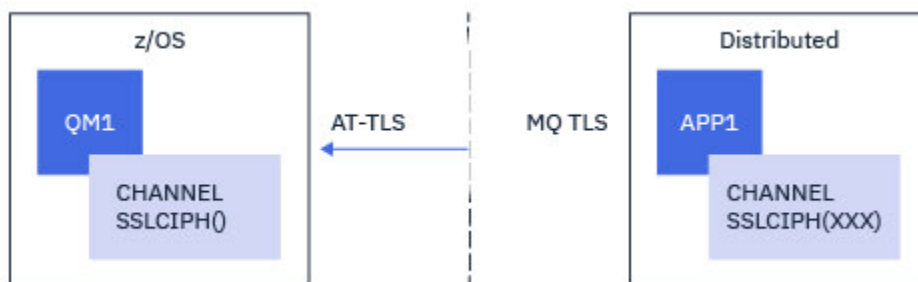 z/OS
QM1
CHANNEL
SSLCIPH()
AT-TLS
MQ TLS
Distributed
APP1
CHANNEL
SSLCIPH(XXX)